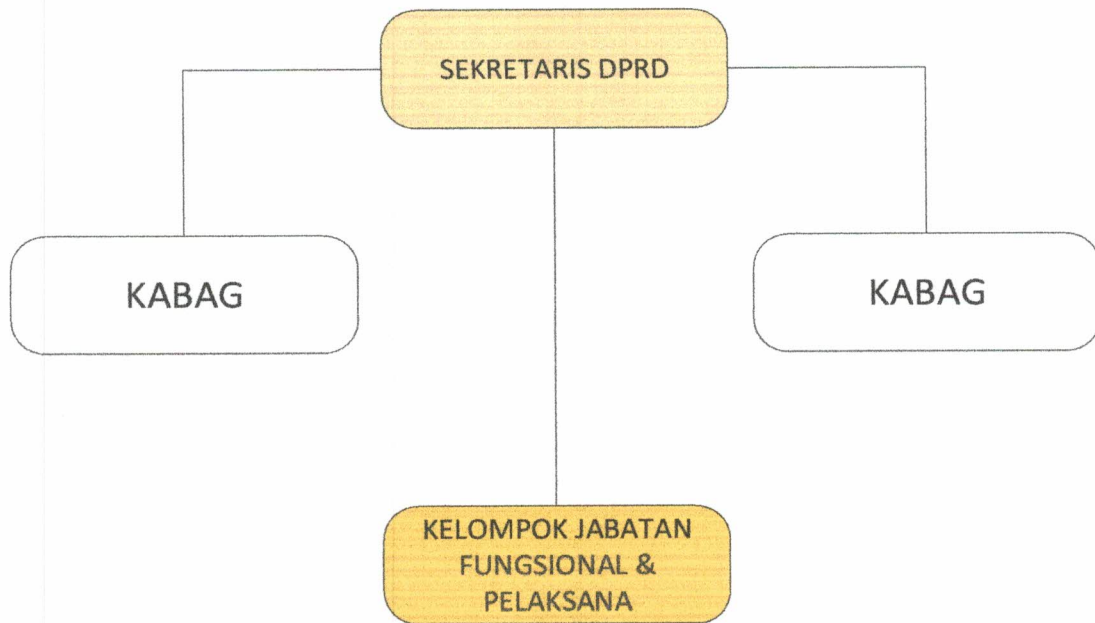 SEKRETARIS DPRD
KABAG
KABAG
KELOMPOK JABATAN
FUNGSIONAL &
PELAKSANA